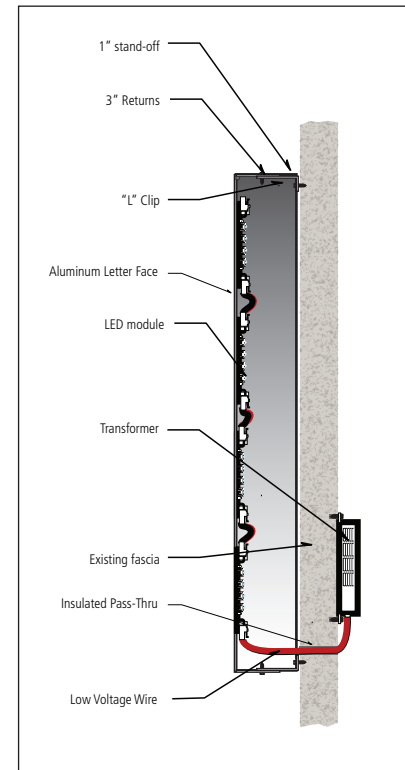 1” stand-off
3” Returns
“L” Clip
Aluminum Letter Face
LED module
Transformer
Existing fascia
Insulated Pass-Thru
Low Voltage Wire